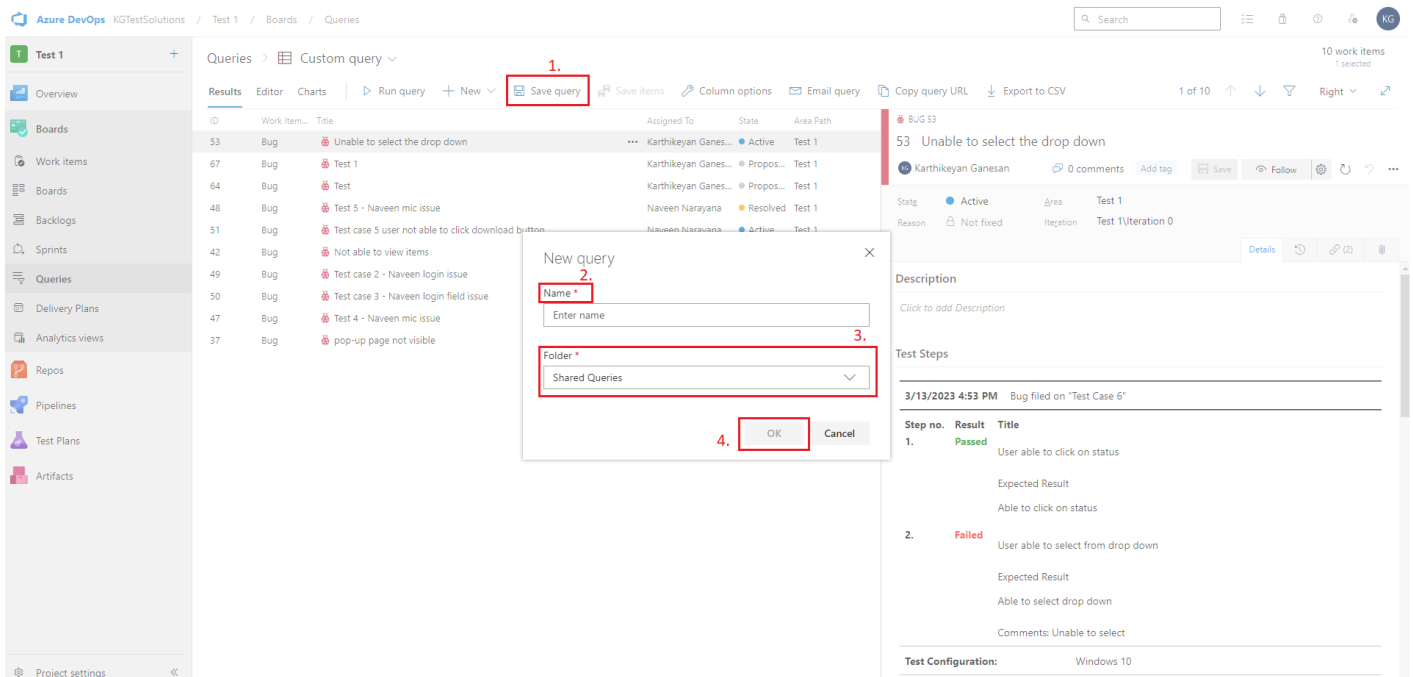 Azure DevOps KGTestSolutions / Test 1 / Boards / Queries
Search
KG
T Test 1
Overview
Boards
Work items
Boards
Backlogs
Sprints
Queries
Delivery Plans
Analytics views
Repos
Pipelines
Test Plans
Artifacts
Project settings
Queries > Custom query
10 work items
1 selected
1.
Results Editor Charts Run query New Save query Save items Column options Email query Copy query URL Export to CSV 1 of 10 Right
ID Work Item... Title Assigned To State Area Path
53 Bug Unable to select the drop down ... Karthikeyan Ganes... Active Test 1
67 Bug Test 1 Karthikeyan Ganes... Propos... Test 1
64 Bug Test Karthikeyan Ganes... Propos... Test 1
48 Bug Test 5 - Naveen mic issue Naveen Narayana Resolved Test 1
51 Bug Test case 5 user not able to click download button Naveen Narayana Active Test 1
42 Bug Not able to view items
49 Bug Test case 2 - Naveen login issue
50 Bug Test case 3 - Naveen login field issue
47 Bug Test 4 - Naveen mic issue
37 Bug pop-up page not visible
New query
2.
Name *
Enter name
3.
Folder *
Shared Queries
4.
OK Cancel
BUG 53
53 Unable to select the drop down
KG Karthikeyan Ganesan 0 comments Add tag Save Follow ...
State Active Area Test 1
Reason Not fixed Iteration Test 1\Iteration 0
Details (2)
Description
Click to add Description
Test Steps
3/13/2023 4:53 PM Bug filed on "Test Case 6"
Step no. Result Title
1. Passed
User able to click on status
Expected Result
Able to click on status
2. Failed
User able to select from drop down
Expected Result
Able to select drop down
Comments: Unable to select
Test Configuration: Windows 10